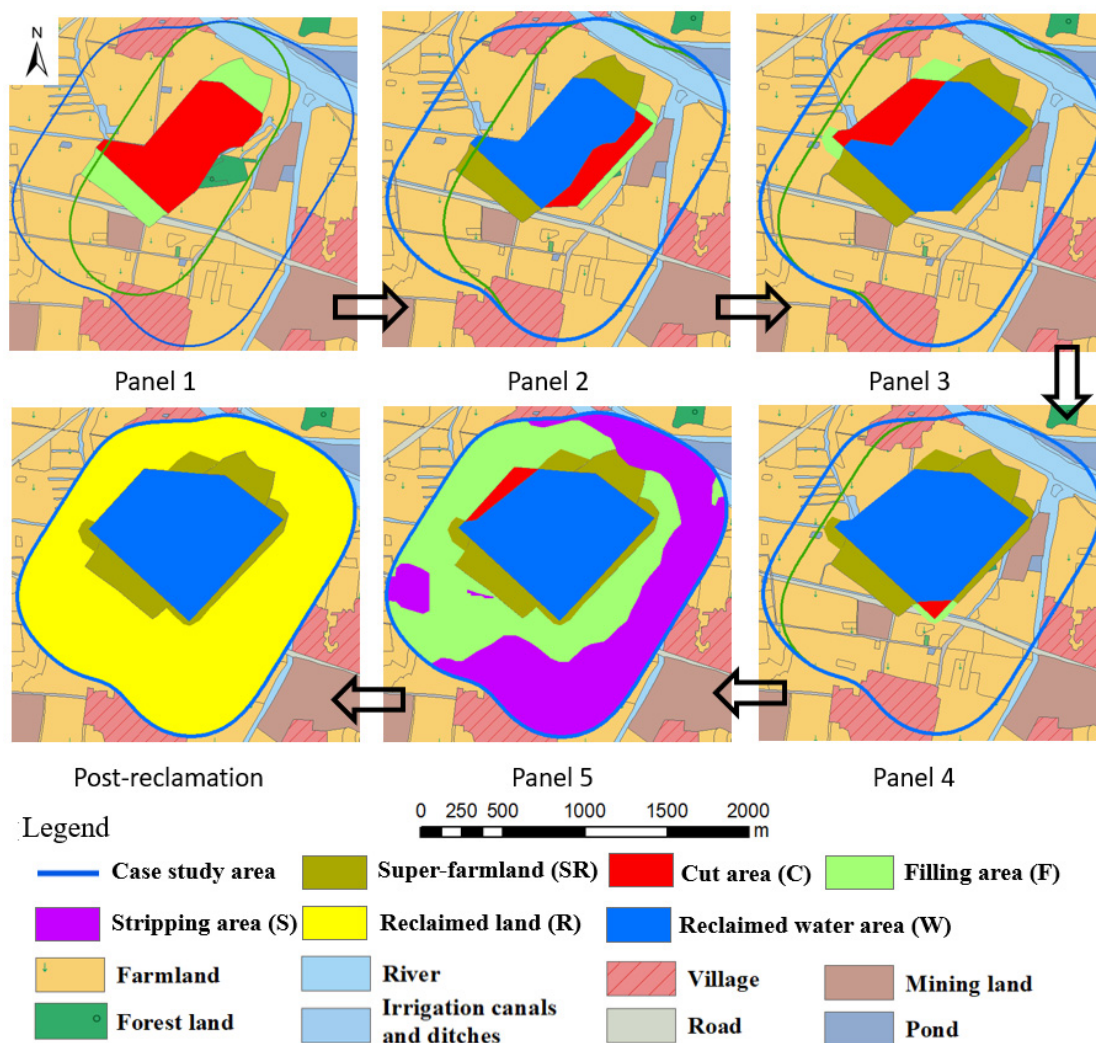 N
Panel 1
Panel 2
Panel 3
Post-reclamation
Panel 5
Panel 4
Legend
0 250 500 1000 1500 2000
m
Case study area
Super-farmland (SR)
Cut area (C)
Filling area (F)
Stripping area (S)
Reclaimed land (R)
Reclaimed water area (W)
Farmland
River
Village
Mining land
Forest land
Irrigation canals
and ditches
Road
Pond